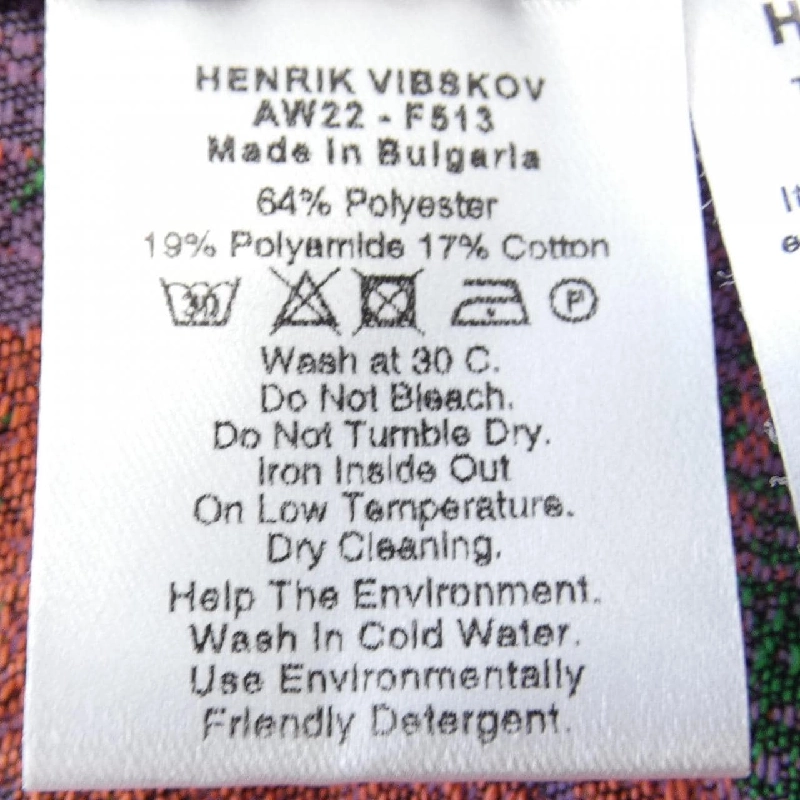 HENRIK VIBSKOV
AW22 - F513
Made In Bulgaria
64% Polyester
19% Polyamide 17% Cotton
30 P
Wash at 30 C.
Do Not Bleach.
Do Not Tumble Dry.
Iron Inside Out
On Low Temperature.
Dry Cleaning.
Help The Environment.
Wash In Cold Water.
Use Environmentally
Friendly Detergent.